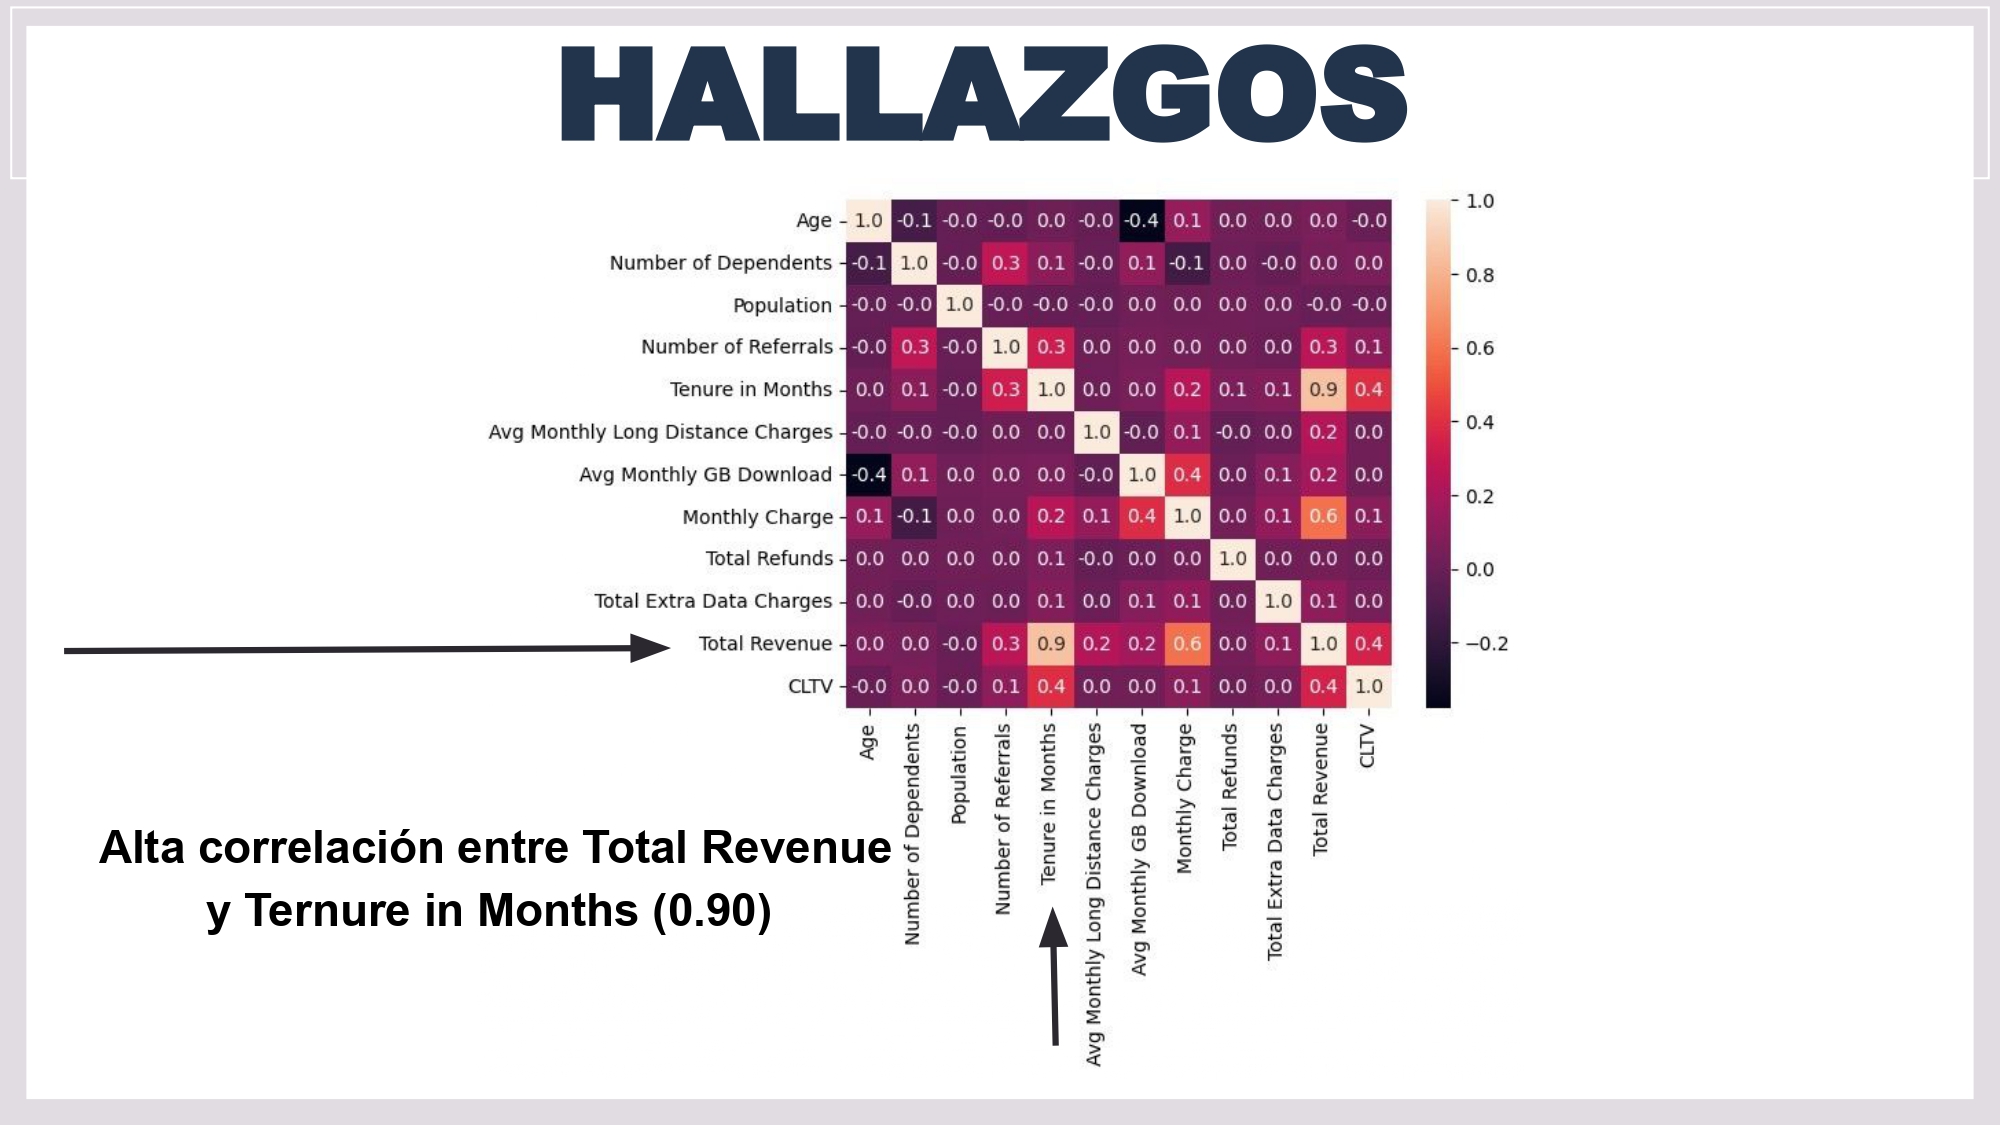 HALLAZGOS
Age 1.0 -0.1 -0.0 -0.0 0.0 -0.0 -0.4 0.1 0.0 0.0 0.0 -0.0
Number of Dependents -0.1 1.0 -0.0 0.3 0.1 -0.0 0.1 -0.1 0.0 -0.0 0.0 0.0
Population -0.0 -0.0 1.0 -0.0 -0.0 -0.0 0.0 0.0 0.0 0.0 -0.0 -0.0
Number of Referrals -0.0 0.3 -0.0 1.0 0.3 0.0 0.0 0.0 0.0 0.0 0.3 0.1
Tenure in Months 0.0 0.1 -0.0 0.3 1.0 0.0 0.0 0.2 0.1 0.1 0.9 0.4
Avg Monthly Long Distance Charges -0.0 -0.0 -0.0 0.0 0.0 1.0 -0.0 0.1 -0.0 0.0 0.2 0.0
Avg Monthly GB Download -0.4 0.1 0.0 0.0 0.0 -0.0 1.0 0.4 0.0 0.1 0.2 0.0
Monthly Charge 0.1 -0.1 0.0 0.0 0.2 0.1 0.4 1.0 0.0 0.1 0.6 0.1
Total Refunds 0.0 0.0 0.0 0.0 0.1 -0.0 0.0 0.0 1.0 0.0 0.0 0.0
Total Extra Data Charges 0.0 -0.0 0.0 0.0 0.1 0.0 0.1 0.1 0.0 1.0 0.1 0.0
Total Revenue 0.0 0.0 -0.0 0.3 0.9 0.2 0.2 0.6 0.0 0.1 1.0 0.4
CLTV -0.0 0.0 -0.0 0.1 0.4 0.0 0.0 0.1 0.0 0.0 0.4 1.0
Age
Number of Dependents
Population
Number of Referrals
Tenure in Months
Avg Monthly Long Distance Charges
Avg Monthly GB Download
Monthly Charge
Total Refunds
Total Extra Data Charges
Total Revenue
CLTV
1.0
0.8
0.6
0.4
0.2
0.0
−0.2
Alta correlación entre Total Revenue
y Ternure in Months (0.90)